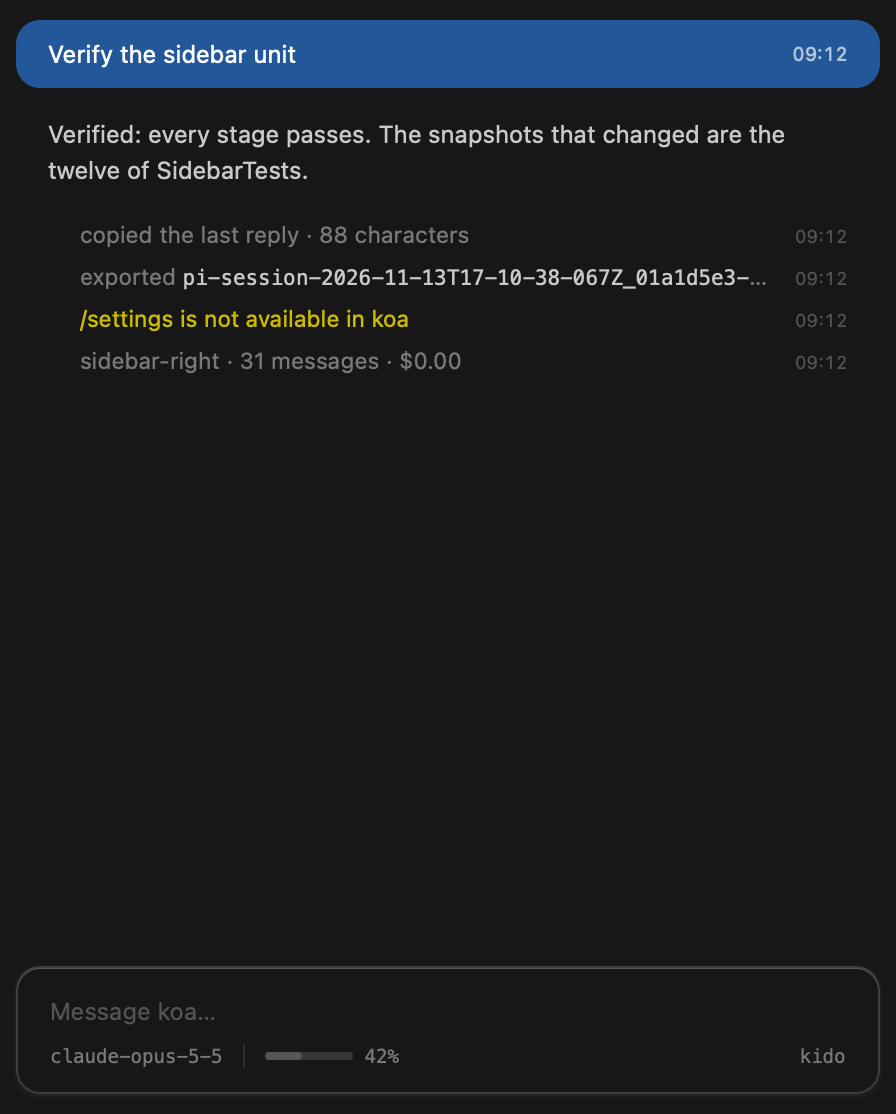 Verify the sidebar unit 09:12
Verified: every stage passes. The snapshots that changed are the
twelve of SidebarTests.
copied the last reply · 88 characters 09:12
exported pi-session-2026-11-13T17-10-38-067Z_01a1d5e3-… 09:12
/settings is not available in koa 09:12
sidebar-right · 31 messages · $0.00 09:12
Message koa…
claude-opus-5-5 42% kido